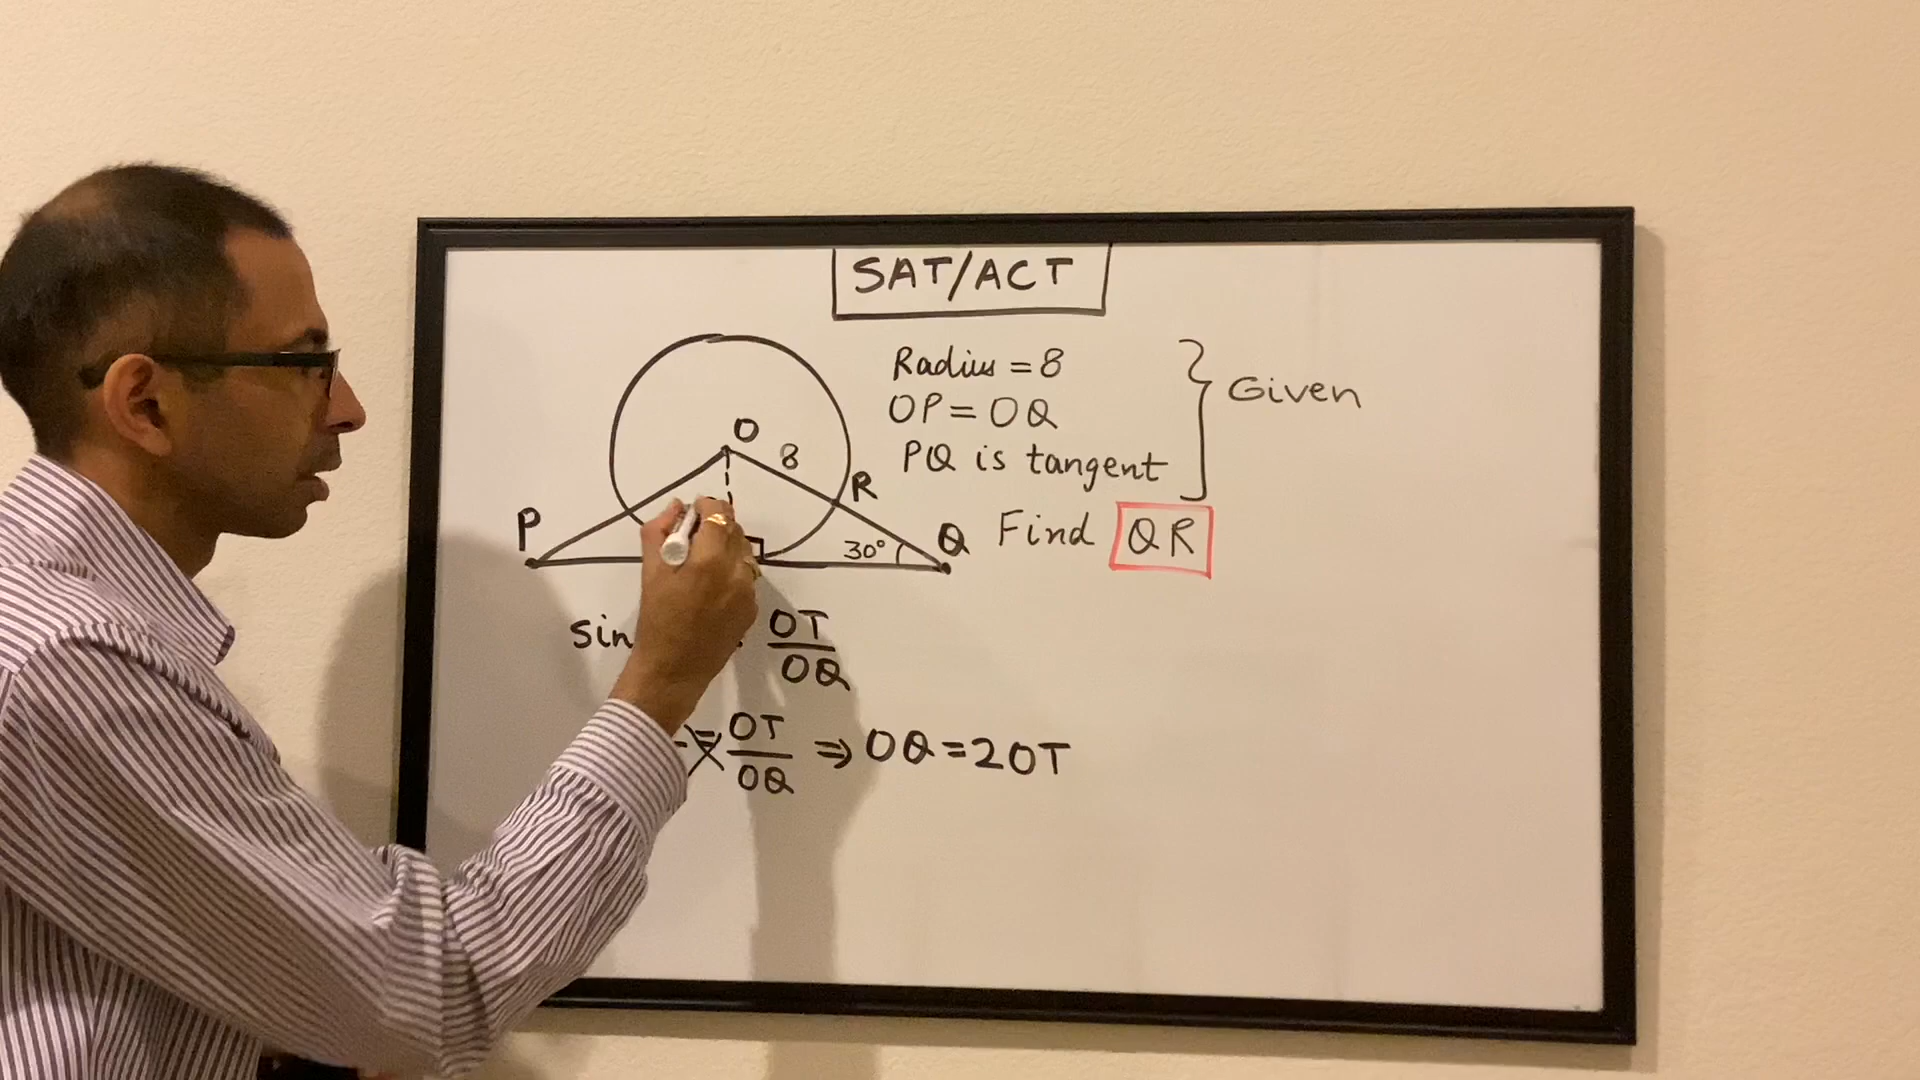 SAT/ACT
Radius = 8
OP = OQ
PQ is tangent
} Given
Find QR
O
8
R
P
30°
Q
sin
OT
OQ
= OT
OQ
⇒ OQ = 2OT